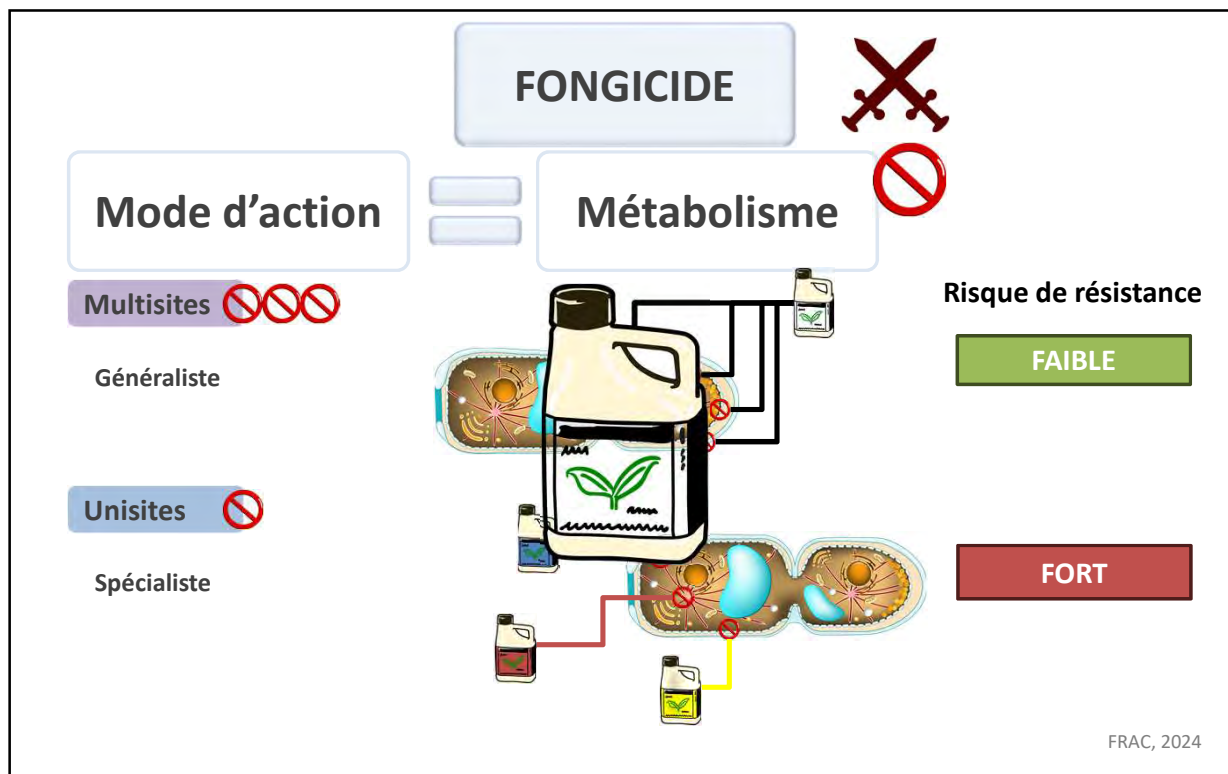 FONGICIDE
Mode d’action
Métabolisme
Multisites
Risque de résistance
Généraliste
FAIBLE
Unisites
Spécialiste
FORT
FRAC, 2024